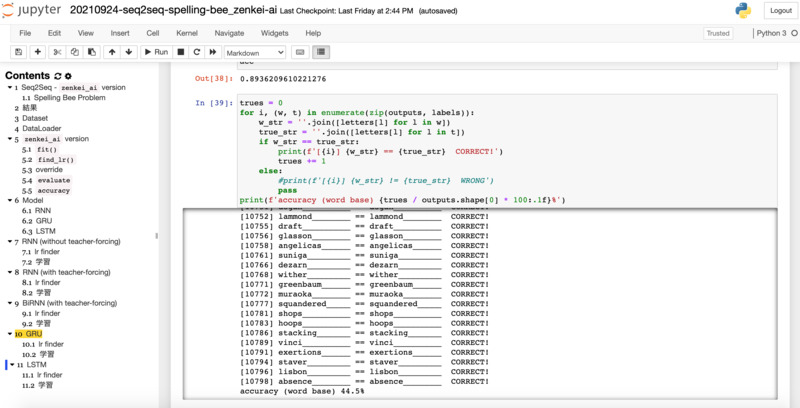 jupyter 20210924-seq2seq-spelling-bee_zenkei-ai Last Checkpoint: Last Friday at 2:44 PM (autosaved)
Logout
File Edit View Insert Cell Kernel Navigate Widgets Help
Trusted
Python 3
Run
Markdown
Contents
1 Seq2Seq - zenkei_ai version
1.1 Spelling Bee Problem
2 結果
3 Dataset
4 DataLoader
5 zenkei_ai version
5.1 fit()
5.2 find_lr()
5.3 override
5.4 evaluate
5.5 accuracy
6 Model
6.1 RNN
6.2 GRU
6.3 LSTM
7 RNN (without teacher-forcing)
7.1 lr finder
7.2 学習
8 RNN (with teacher-forcing)
8.1 lr finder
8.2 学習
9 BiRNN (with teacher-forcing)
9.1 lr finder
9.2 学習
10 GRU
10.1 lr finder
10.2 学習
11 LSTM
11.1 lr finder
11.2 学習
acc
Out[38]: 0.8936209610221276
In [39]: trues = 0
for i, (w, t) in enumerate(zip(outputs, labels)):
w_str = ''.join([letters[l] for l in w])
true_str = ''.join([letters[l] for l in t])
if w_str == true_str:
print(f'[{i}] {w_str} == {true_str}  CORRECT!')
trues += 1
else:
#print(f'[{i}] {w_str} != {true_str}  WRONG')
pass
print(f'accuracy (word base) {trues / outputs.shape[0] * 100:.1f}%')
[10752] lammond________ == lammond________  CORRECT!
[10755] draft__________ == draft__________  CORRECT!
[10756] glasson________ == glasson________  CORRECT!
[10758] angelicas______ == angelicas______  CORRECT!
[10761] suniga_________ == suniga_________  CORRECT!
[10766] dezarn_________ == dezarn_________  CORRECT!
[10768] wither_________ == wither_________  CORRECT!
[10771] greenbaum______ == greenbaum______  CORRECT!
[10772] muraoka________ == muraoka________  CORRECT!
[10777] squandered_____ == squandered_____  CORRECT!
[10781] shops__________ == shops__________  CORRECT!
[10783] hoops__________ == hoops__________  CORRECT!
[10786] stacking_______ == stacking_______  CORRECT!
[10789] vinci__________ == vinci__________  CORRECT!
[10791] exertions______ == exertions______  CORRECT!
[10794] staver_________ == staver_________  CORRECT!
[10796] lisbon_________ == lisbon_________  CORRECT!
[10798] absence________ == absence________  CORRECT!
accuracy (word base) 44.5%